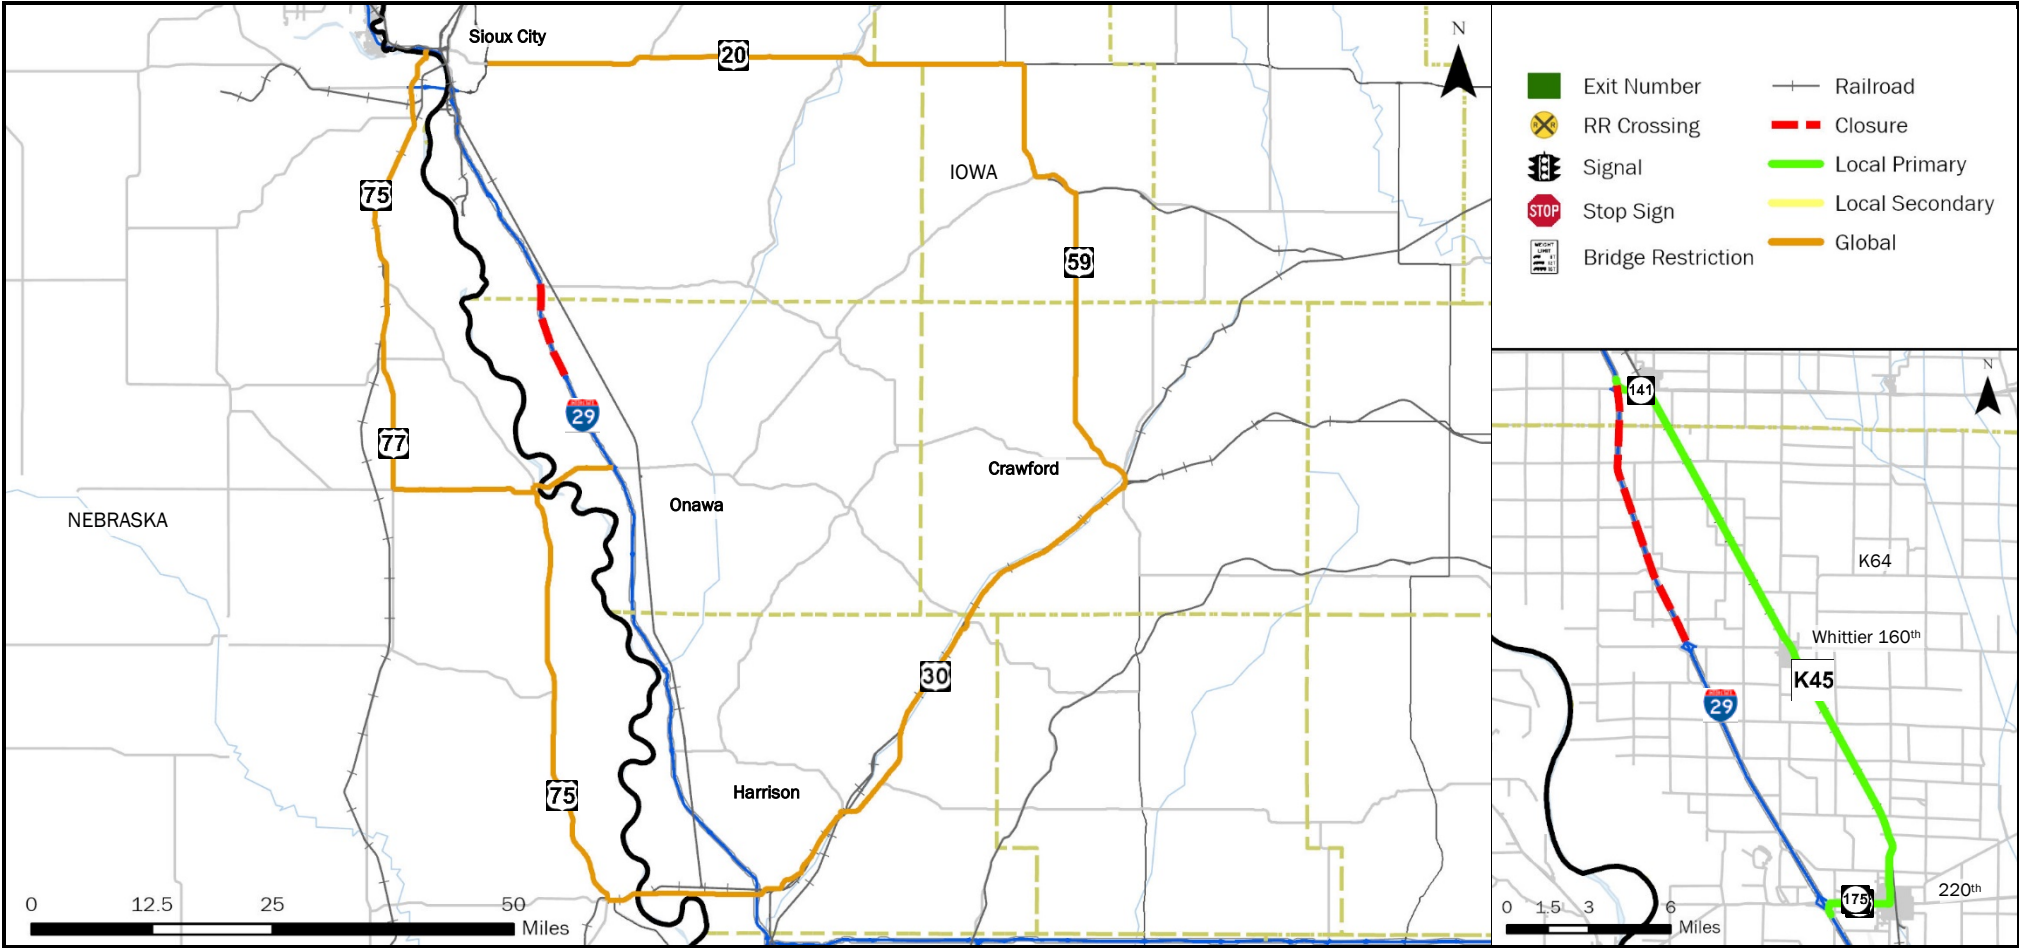 Sioux City
20
N
IOWA
75
59
29
77
Crawford
Onawa
NEBRASKA
30
75
Harrison
0 12.5 25 50
Miles
Exit Number
RR Crossing
Signal
STOP Stop Sign
WEIGHT LIMIT
Bridge Restriction
Railroad
Closure
Local Primary
Local Secondary
Global
N
141
K64
Whittier 160th
K45
29
175
220th
0 1.5 3 6
Miles